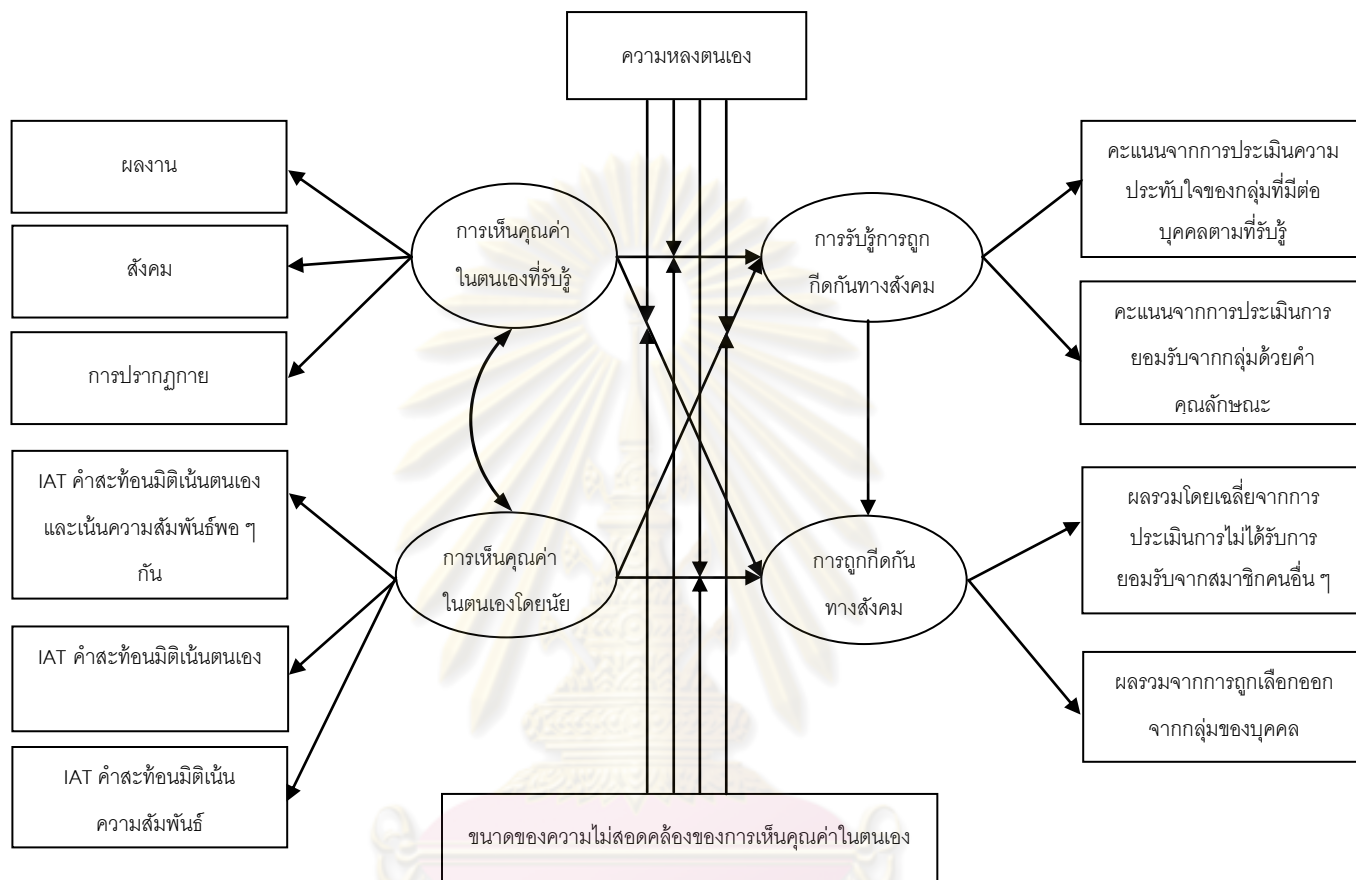 ความหลงตนเอง
ผลงาน
สังคม
การปรากฏกาย
IAT คำสะท้อนมิติเน้นตนเอง
และเน้นความสัมพันธ์พอ ๆ
กัน
IAT คำสะท้อนมิติเน้นตนเอง
IAT คำสะท้อนมิติเน้น
ความสัมพันธ์
การเห็นคุณค่า
ในตนเองที่รับรู้
การเห็นคุณค่า
ในตนเองโดยนัย
การรับรู้การถูก
กีดกันทางสังคม
การถูกกีดกัน
ทางสังคม
คะแนนจากการประเมินความ
ประทับใจของกลุ่มที่มีต่อ
บุคคลตามที่รับรู้
คะแนนจากการประเมินการ
ยอมรับจากกลุ่มด้วยคำ
คุณลักษณะ
ผลรวมโดยเฉลี่ยจากการ
ประเมินการไม่ได้รับการ
ยอมรับจากสมาชิกคนอื่น ๆ
ผลรวมจากการถูกเลือกออก
จากกลุ่มของบุคคล
ขนาดของความไม่สอดคล้องของการเห็นคุณค่าในตนเอง